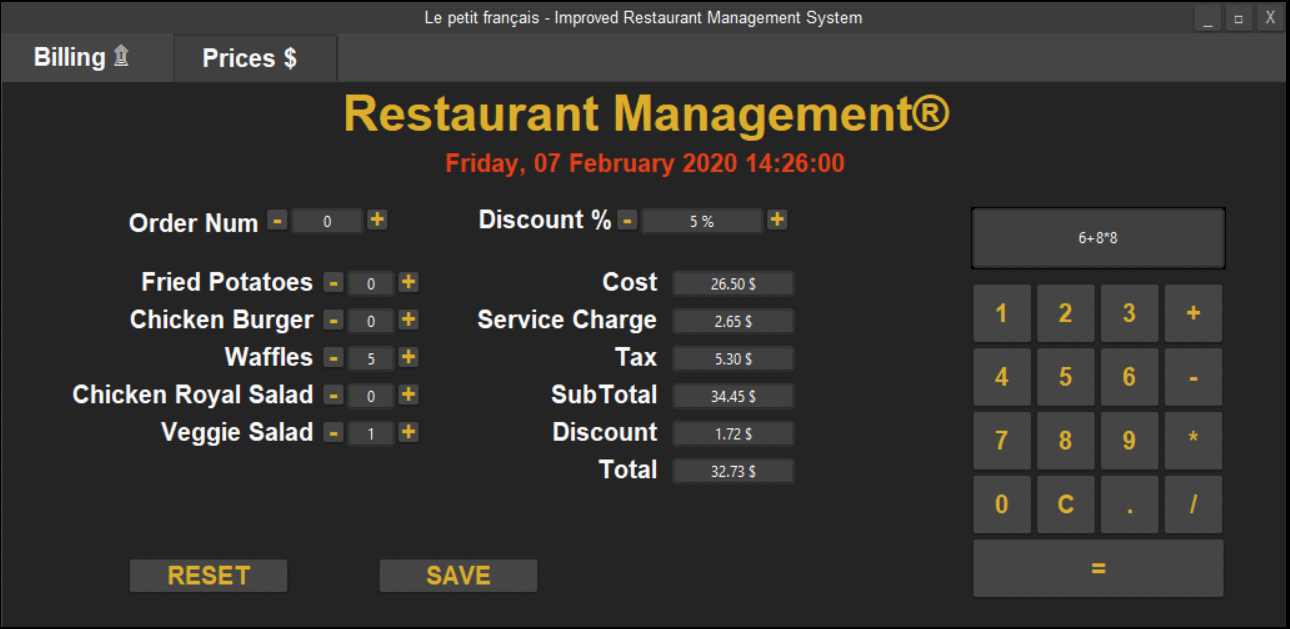 Le petit français - Improved Restaurant Management System _ □ X
Billing Prices $
Restaurant Management®
Friday, 07 February 2020 14:26:00
Order Num - 0 + Discount % - 5 % +
6+8*8
Fried Potatoes - 0 + Cost 26.50 $
Chicken Burger - 0 + Service Charge 2.65 $
Waffles - 5 + Tax 5.30 $
Chicken Royal Salad - 0 + SubTotal 34.45 $
Veggie Salad - 1 + Discount 1.72 $
Total 32.73 $
1 2 3 +
4 5 6 -
7 8 9 *
0 C . /
=
RESET SAVE